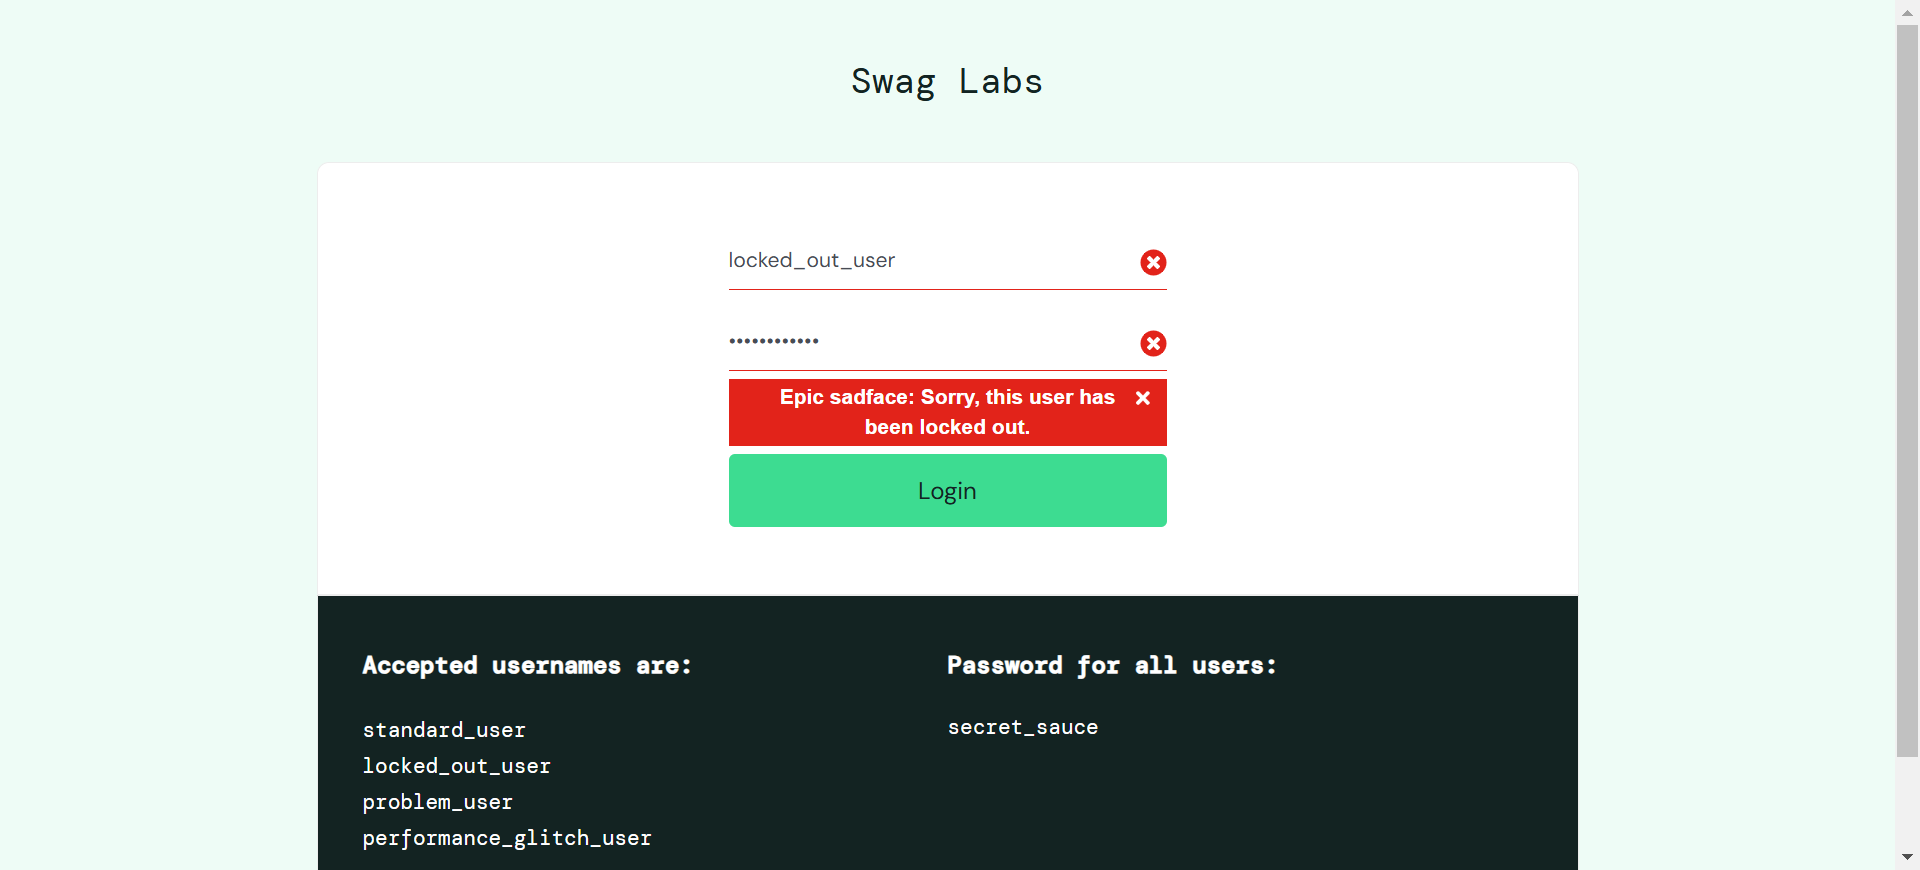 Swag Labs
locked_out_user
••••••••••••
Epic sadface: Sorry, this user has
been locked out.
Login
Accepted usernames are:
standard_user
locked_out_user
problem_user
performance_glitch_user
Password for all users:
secret_sauce